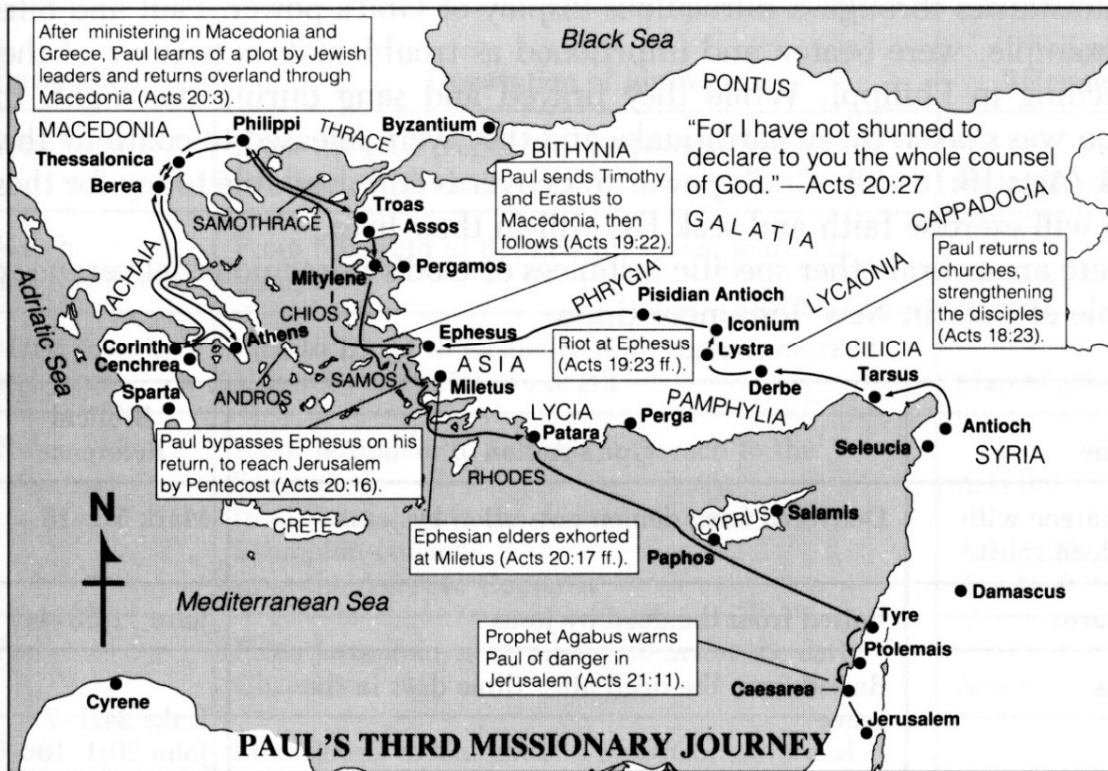 After ministering in Macedonia and
Greece, Paul learns of a plot by Jewish
leaders and returns overland through
Macedonia (Acts 20:3).
Black Sea
PONTUS
MACEDONIA
Philippi
THRACE
Byzantium
BITHYNIA
"For I have not shunned to
declare to you the whole counsel
of God."—Acts 20:27
Thessalonica
Berea
Paul sends Timothy
and Erastus to
Macedonia, then
follows (Acts 19:22).
SAMOTHRACE
Troas
Assos
GALATIA
CAPPADOCIA
Paul returns to
churches,
strengthening
the disciples
(Acts 18:23).
Adriatic Sea
ACHAIA
Mitylene
Pergamos
PHRYGIA
LYCAONIA
CHIOS
Pisidian Antioch
Iconium
Athens
Corinth
Cenchrea
Ephesus
Riot at Ephesus
(Acts 19:23 ff.).
Lystra
CILICIA
ASIA
SAMOS
Miletus
Derbe
Tarsus
Sparta
ANDROS
LYCIA
Perga
PAMPHYLIA
Patara
Antioch
Seleucia
SYRIA
Paul bypasses Ephesus on his
return, to reach Jerusalem
by Pentecost (Acts 20:16).
RHODES
N
CRETE
CYPRUS
Salamis
Paphos
Ephesian elders exhorted
at Miletus (Acts 20:17 ff.).
Mediterranean Sea
Damascus
Tyre
Ptolemais
Prophet Agabus warns
Paul of danger in
Jerusalem (Acts 21:11).
Caesarea
Cyrene
Jerusalem
PAUL'S THIRD MISSIONARY JOURNEY